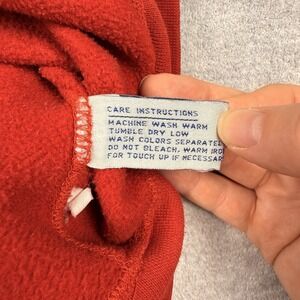 CARE INSTRUCTIONS
MACHINE WASH WARM
TUMBLE DRY LOW
WASH COLORS SEPARATEL
DO NOT BLEACH, WARM IRO
FOR TOUCH UP IF NECESSAR